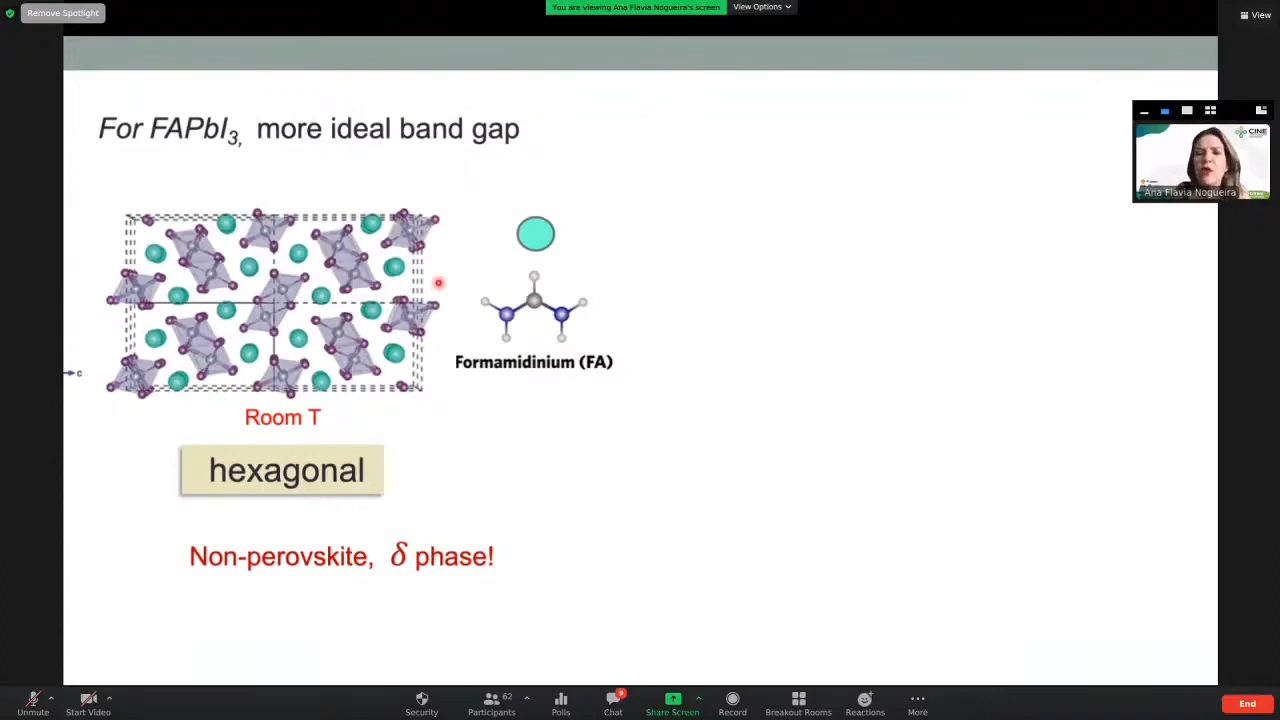 Remove Spotlight
You are viewing Ana Flavia Nogueira's screen
View Options
View
For FAPbI3, more ideal band gap
CINE
Ana Flavia Nogueira
Formamidinium (FA)
c
Room T
hexagonal
Non-perovskite, δ phase!
Unmute
Start Video
Security
62
Participants
Polls
9
Chat
Share Screen
Record
Breakout Rooms
Reactions
More
End